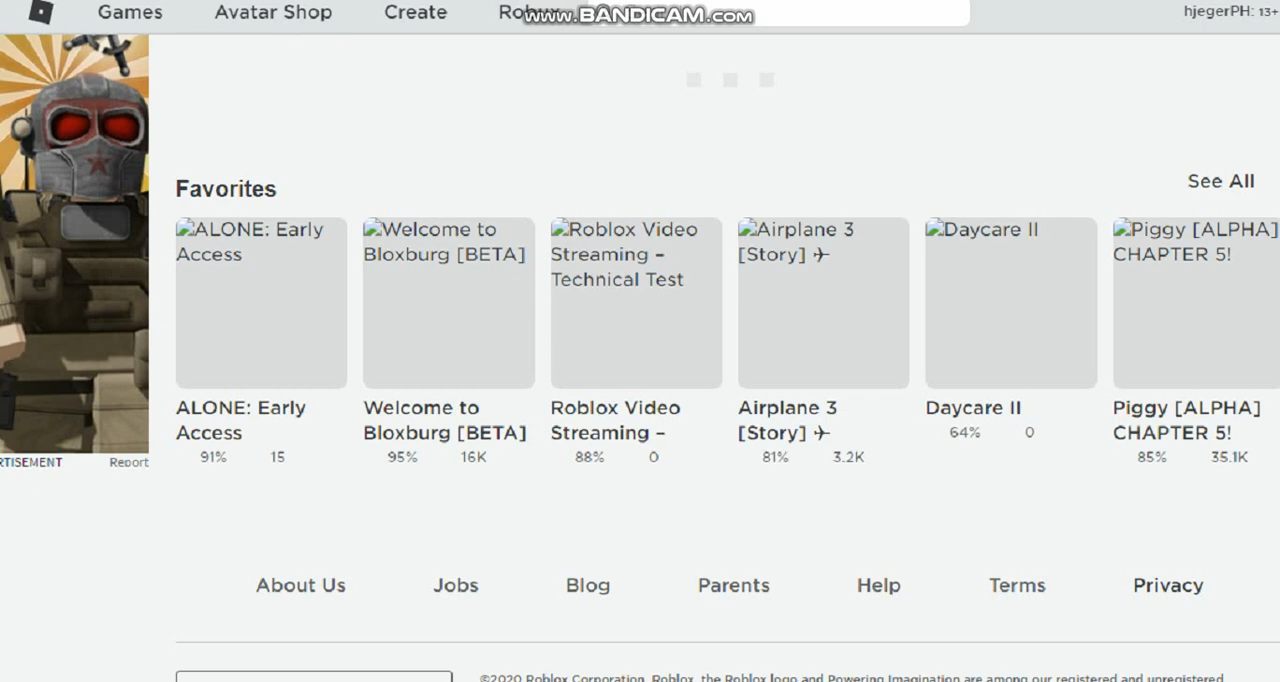 Games Avatar Shop Create
www.BANDICAM.com
hjegerPH: 13+
Favorites
See All
ALONE: Early
Access
Welcome to
Bloxburg [BETA]
Roblox Video
Streaming –
Technical Test
Airplane 3
[Story] ✈
Daycare II
Piggy [ALPHA]
CHAPTER 5!
ALONE: Early
Access
91% 15
Welcome to
Bloxburg [BETA]
95% 16K
Roblox Video
Streaming –
88% 0
Airplane 3
[Story] ✈
81% 3.2K
Daycare II
64% 0
Piggy [ALPHA]
CHAPTER 5!
85% 35.1K
RTISEMENT Report
About Us Jobs Blog Parents Help Terms Privacy
©2020 Roblox Corporation. Roblox, the Roblox logo and Powering Imagination are among our registered and unregistered